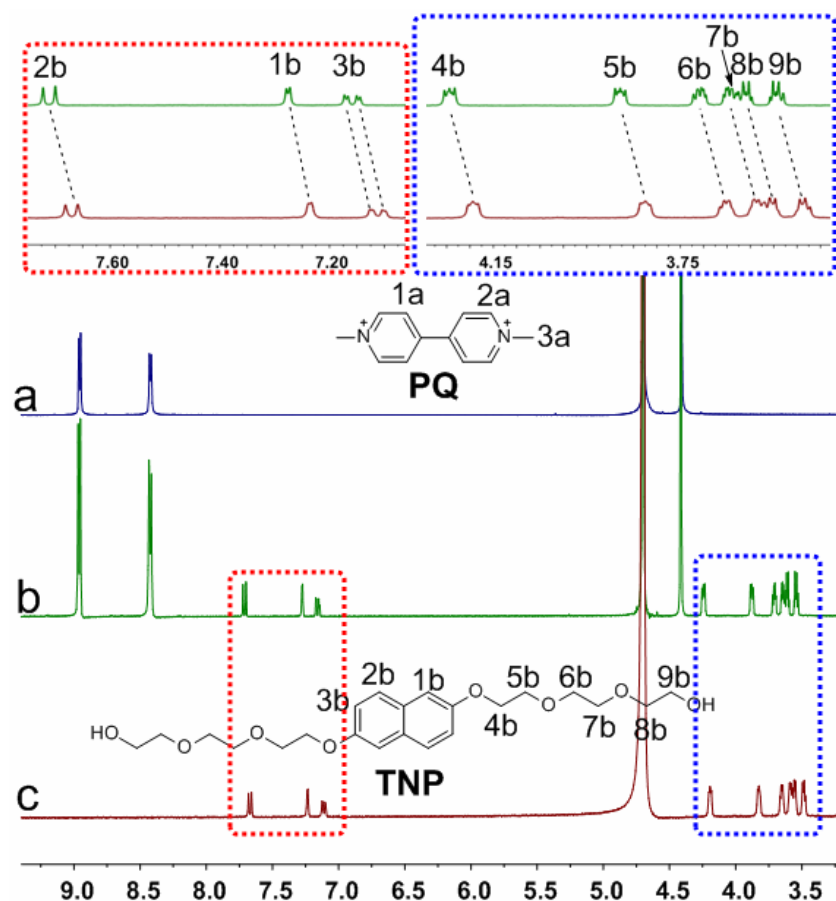 2b 1b 3b 4b 5b 6b 7b 8b 9b
7.60 7.40 7.20 4.15 3.75
1a 2a
N + + N 3a
PQ
a
b
2b 1b 5b 6b 9b
3b O O O OH
4b 7b 8b
HO O O O
TNP
c
9.0 8.5 8.0 7.5 7.0 6.5 6.0 5.5 5.0 4.5 4.0 3.5